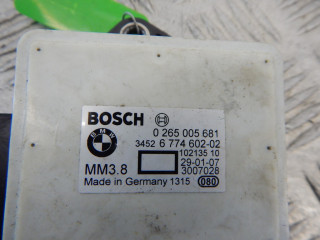 BOSCH
0 265 005 681
BMW
3452 6 774 602-02
102135 10
29-01-07
MM3.8 3007028
Made in Germany 1315 080